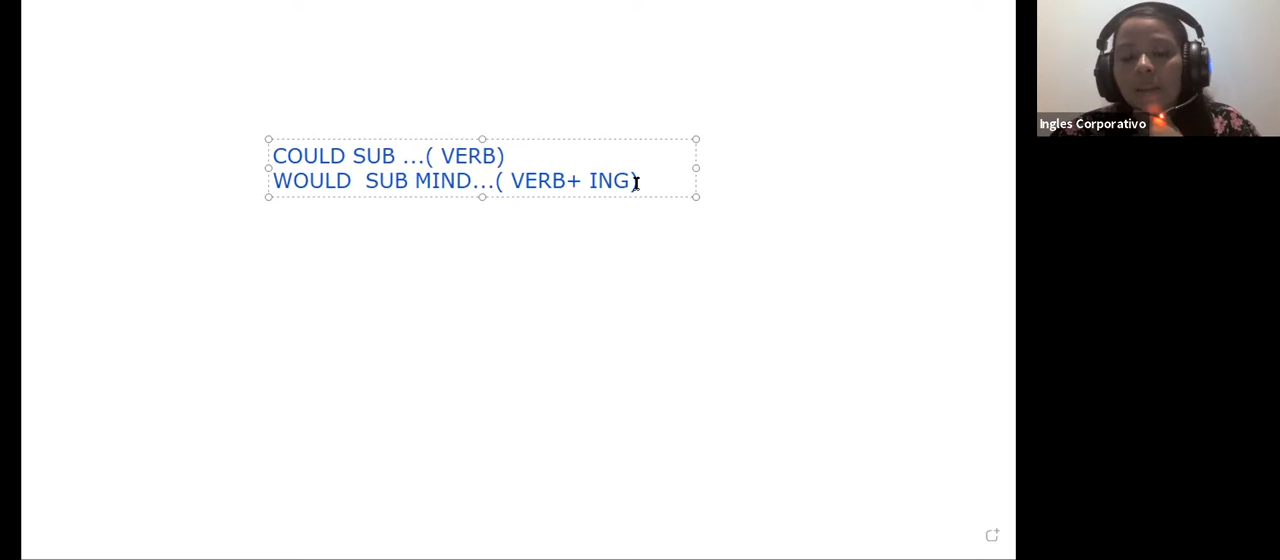 COULD SUB ...( VERB)
WOULD  SUB MIND...( VERB+ ING)
Ingles Corporativo